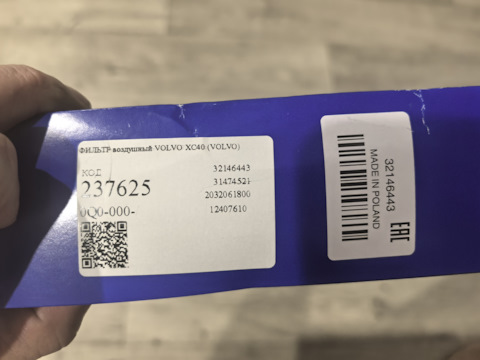 ФИЛЬТР воздушный VOLVO XC40 (VOLVO)
КОД
237625
0Q0-000-
32146443
31474521
2032061800
12407610
32146443
MADE IN POLAND
EAC